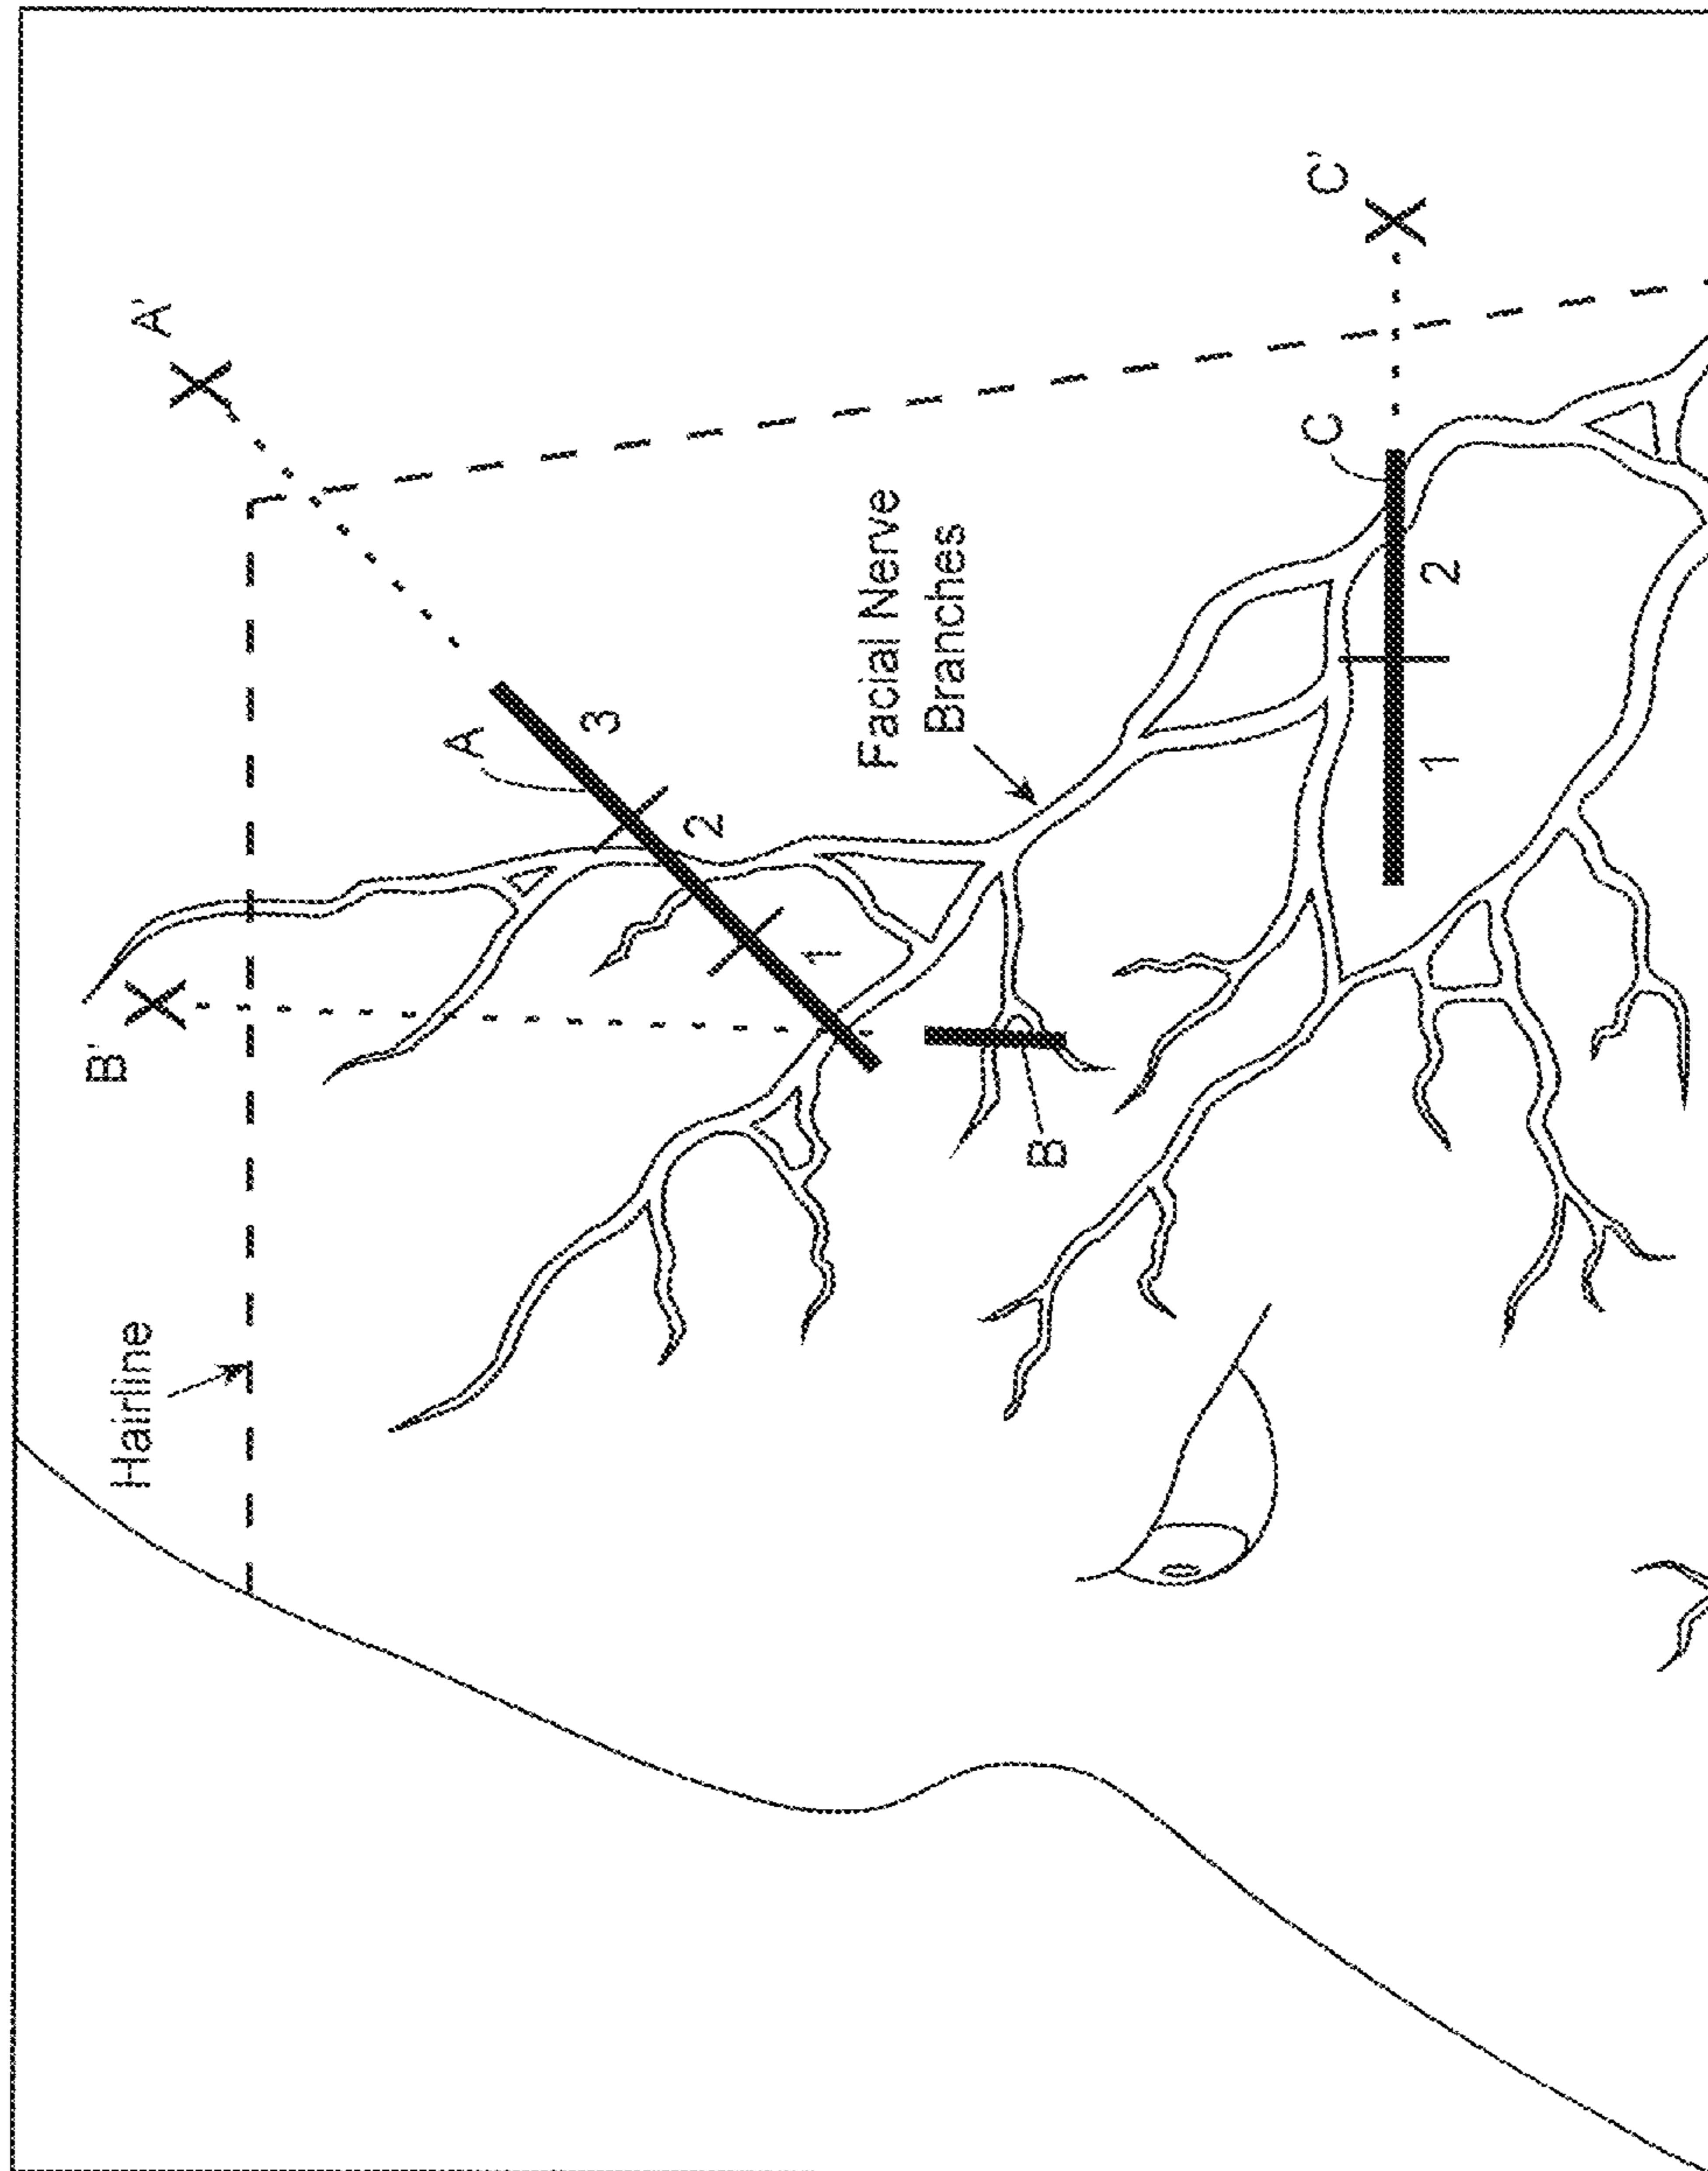 Hairline
B'
A'
A
3
2
1
B
Facial Nerve
Branches
C'
C
2
1